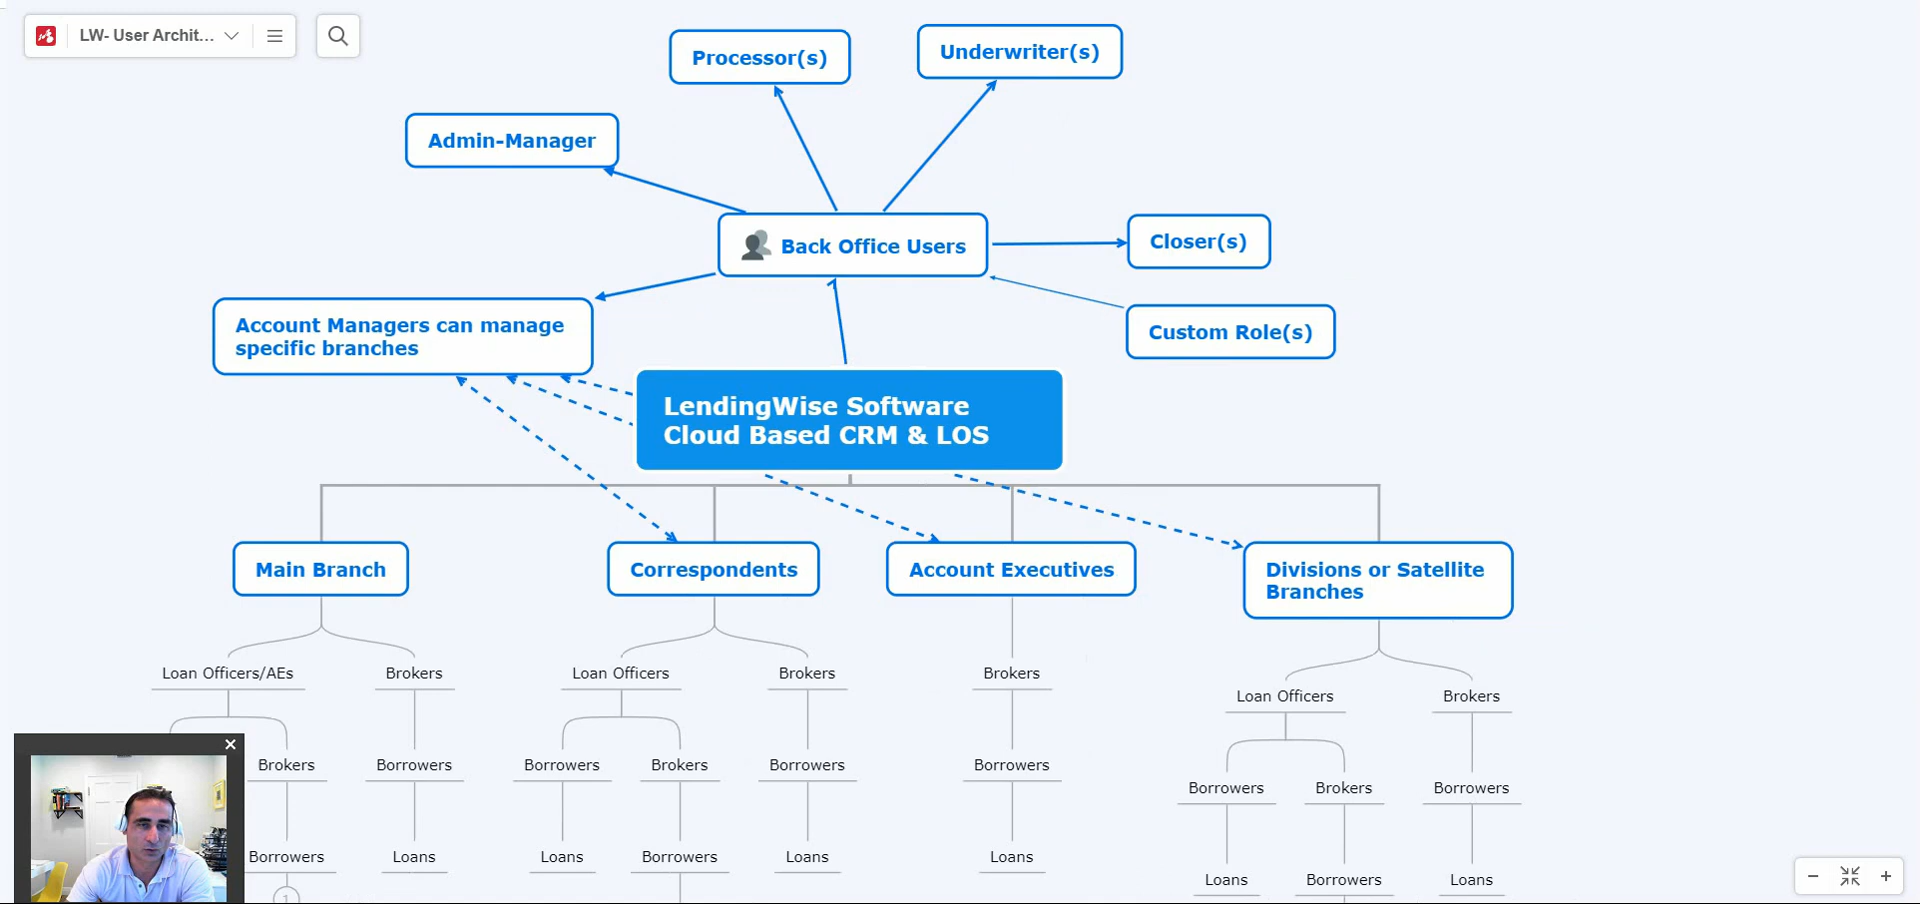 LW- User Archit...
Processor(s)
Underwriter(s)
Admin-Manager
Back Office Users
Closer(s)
Account Managers can manage
specific branches
Custom Role(s)
LendingWise Software
Cloud Based CRM & LOS
Main Branch
Correspondents
Account Executives
Divisions or Satellite
Branches
Loan Officers/AEs
Brokers
Loan Officers
Brokers
Brokers
Loan Officers
Brokers
Brokers
Borrowers
Borrowers
Brokers
Borrowers
Borrowers
Borrowers
Brokers
Borrowers
Borrowers
Loans
Loans
Borrowers
Loans
Loans
Loans
Borrowers
Loans
1